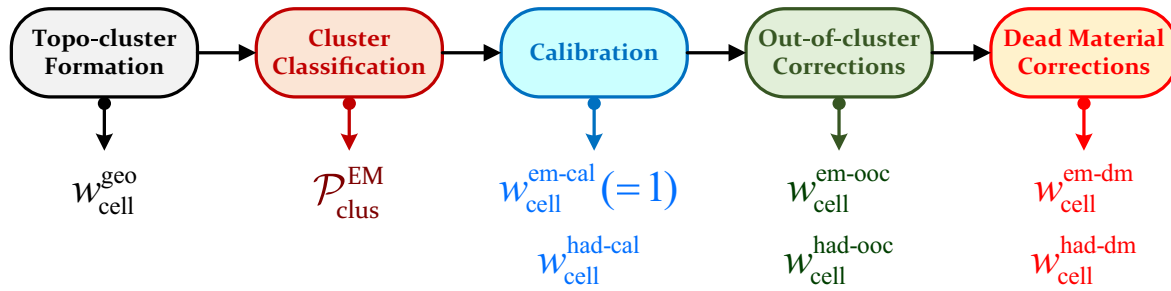 Topo-cluster
Formation
Cluster
Classification
Calibration
Out-of-cluster
Corrections
Dead Material
Corrections
w_cell^geo
𝒫_clus^EM
w_cell^em-cal (=1)
w_cell^had-cal
w_cell^em-ooc
w_cell^had-ooc
w_cell^em-dm
w_cell^had-dm